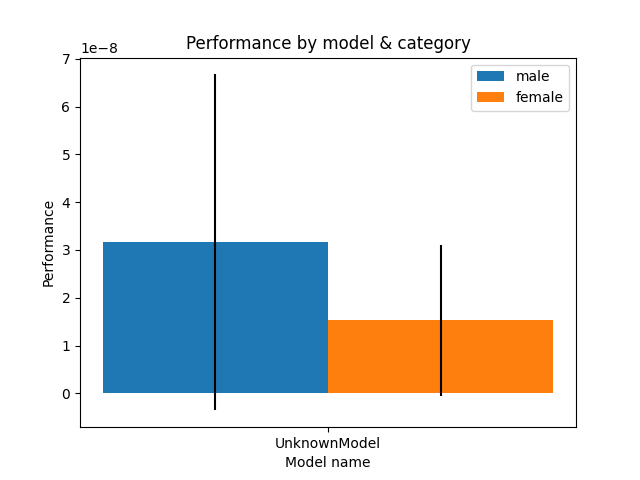 Performance by model & category
1e−8
7
6
5
4
3
2
1
0
Performance
male
female
UnknownModel
Model name